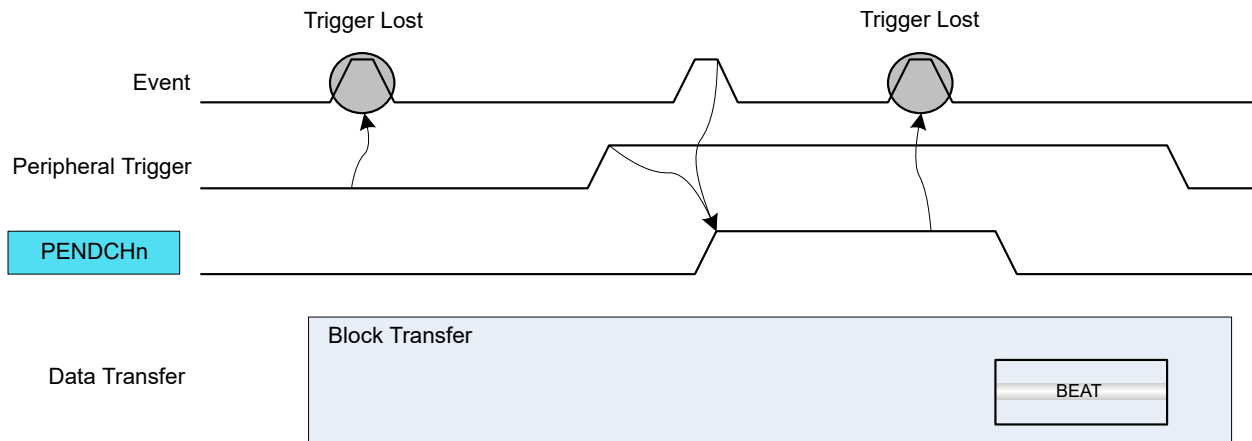 Trigger Lost
Trigger Lost
Event
Peripheral Trigger
PENDCHn
Block Transfer
Data Transfer
BEAT